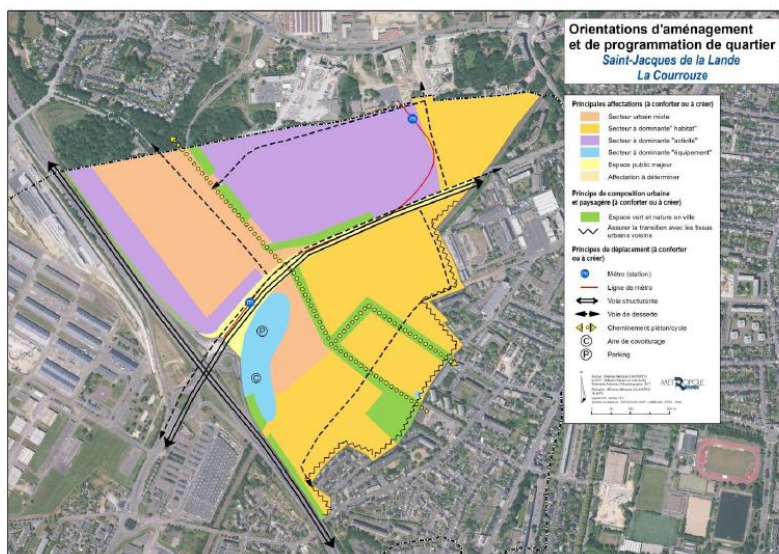 Orientations d'aménagement
et de programmation de quartier
Saint-Jacques de la Lande
La Courrouze
Principales affectations (à conforter ou à créer)
Secteur urbain mixte
Secteur à dominante "habitat"
Secteur à dominante "activité"
Secteur à dominante "équipement"
Espace public majeur
Affectation à déterminer
Principe de composition urbaine
et paysagère (à conforter ou à créer)
Espace vert et nature en ville
Assurer la transition avec les tissus
urbains voisins
Principes de déplacement (à conforter
ou à créer)
m Métro (station)
Ligne de métro
Voie structurante
Voie de desserte
Cheminement piéton/cycle
C Aire de covoiturage
P Parking
METROPOLE
RENNES
m
m
P
C